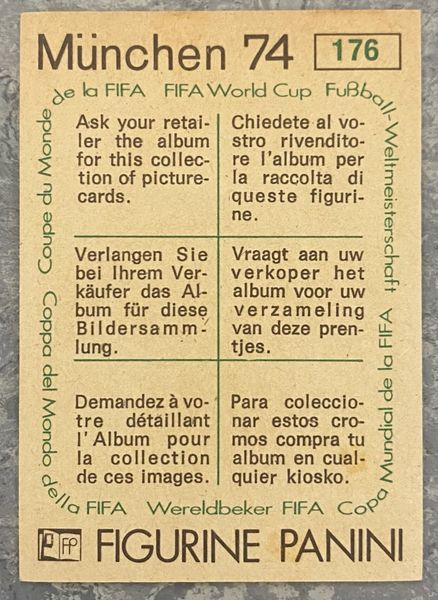 München 74 176
de la FIFA FIFA World Cup Fußball-Weltmeisterschaft
Coupe du Monde
Ask your retai-
ler the album
for this collec-
tion of picture-
cards.
Chiedete al vo-
stro rivendito-
re l'album per
la raccolta di
queste figuri-
ne.
Verlangen Sie
bei Ihrem Ver-
käufer das Al-
bum für diese
Bildersamm-
lung.
Vraagt aan uw
verkoper het
album voor uw
verzameling
van deze pren-
tjes.
Demandez à vo-
tre détaillant
l'Album pour
la collection
de ces images.
Para coleccio-
nar estos cro-
mos compra tu
album en cual-
quier kiosko.
Coppa del Mondo
della FIFA Wereldbeker FIFA Copa Mundial de la FIFA
FP FIGURINE PANINI